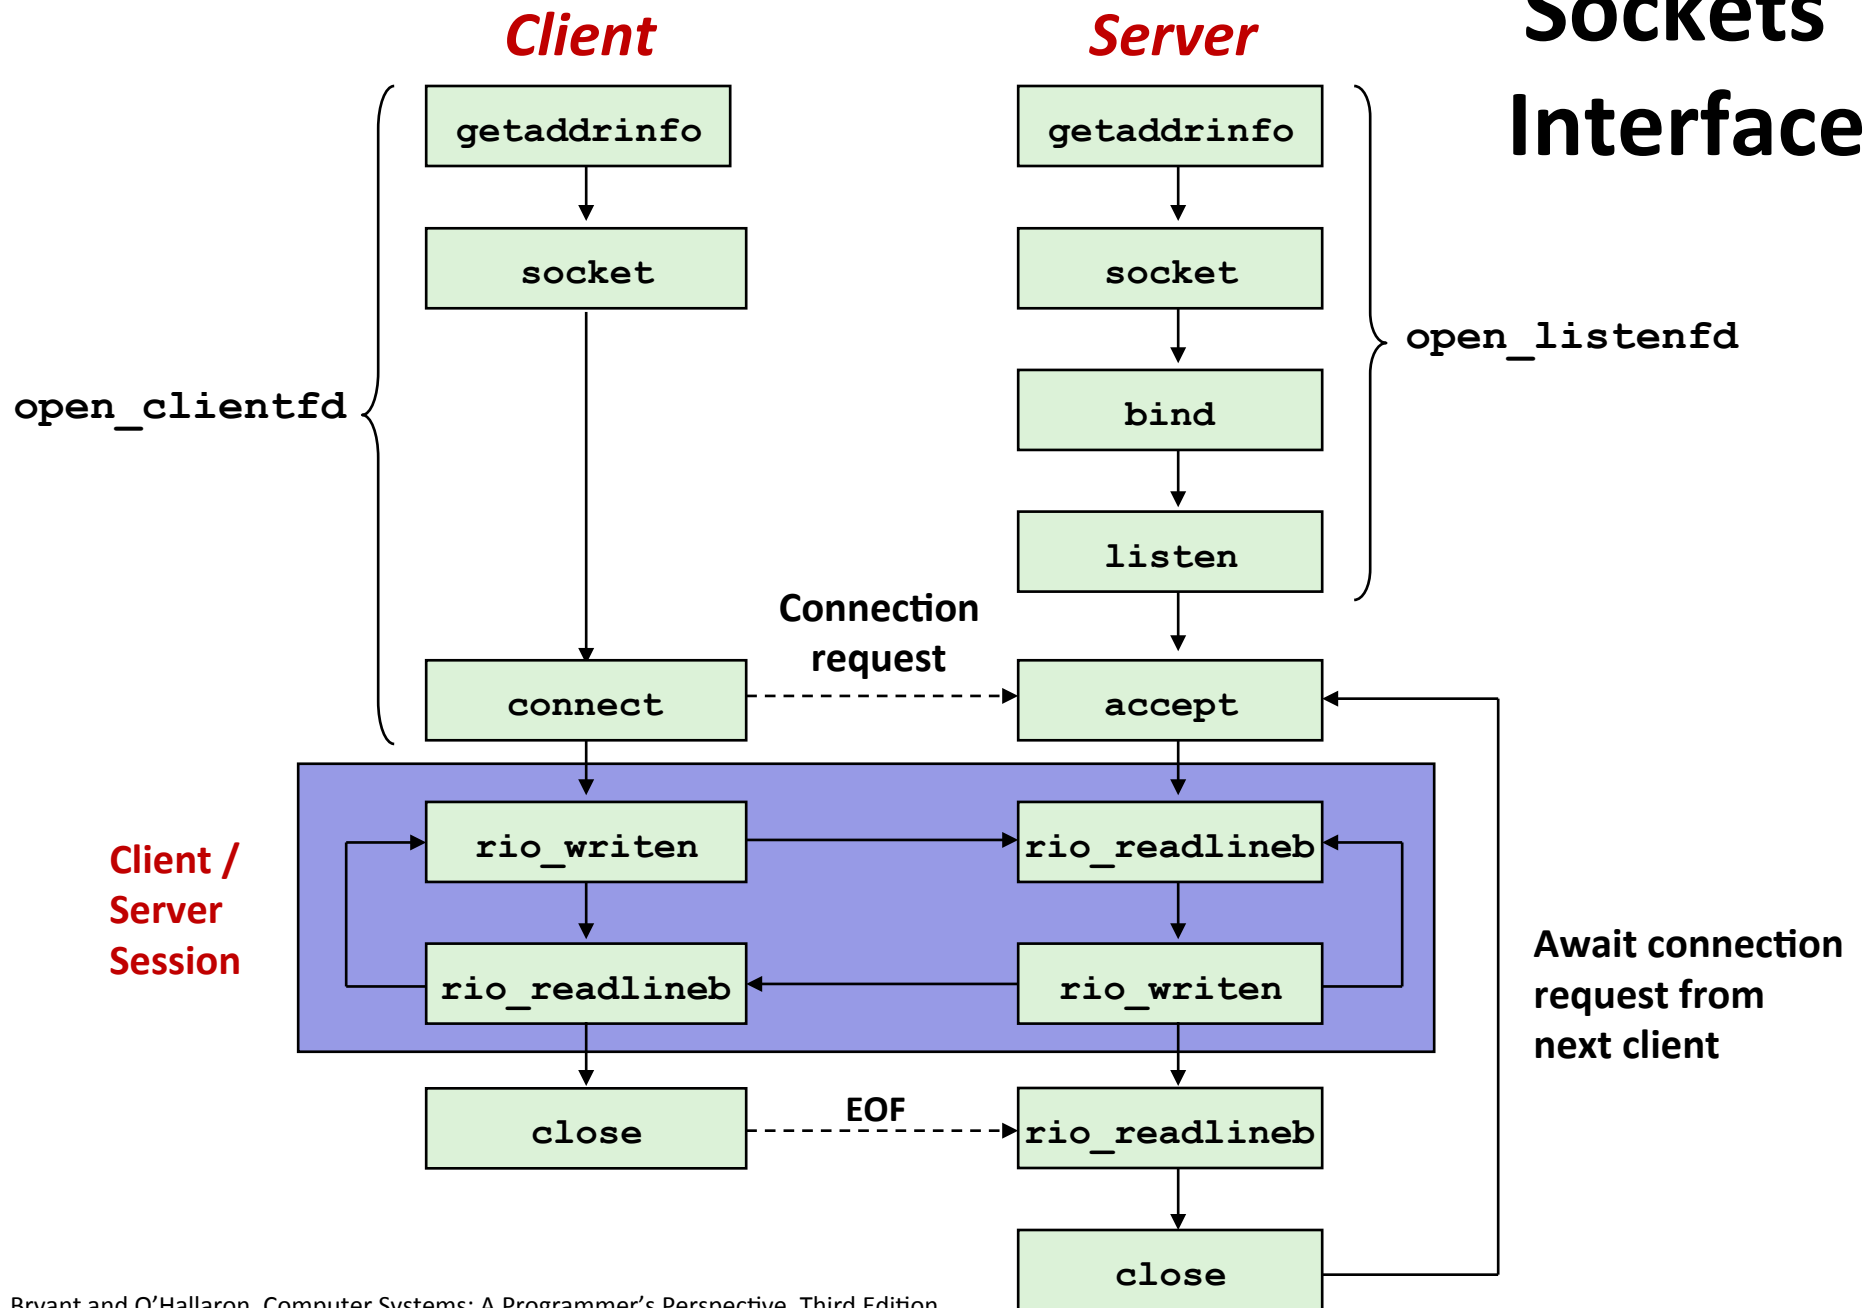 Sockets
Interface
Client
Server
getaddrinfo
getaddrinfo
socket
socket
open_listenfd
open_clientfd
bind
listen
Connection
request
connect
accept
Client /
Server
Session
rio_writen
rio_readlineb
rio_readlineb
rio_writen
Await connection
request from
next client
close
EOF
rio_readlineb
close
Bryant and O'Hallaron, Computer Systems: A Programmer's Perspective, Third Edition